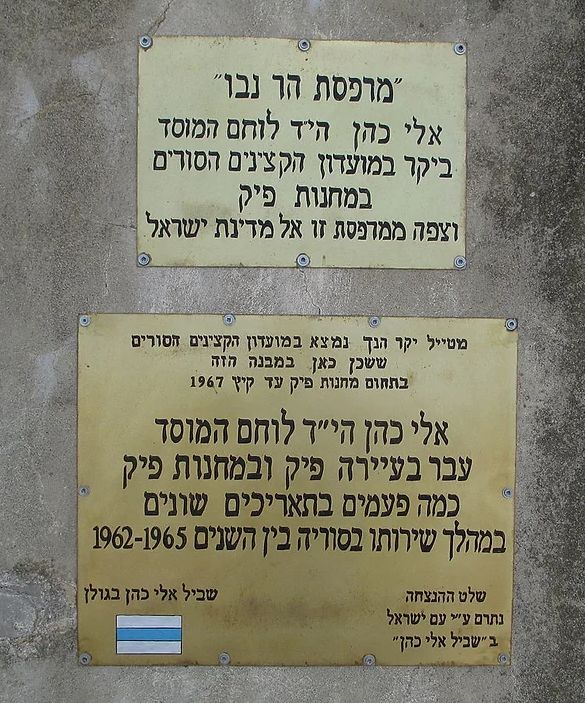 ״מרפסת הר נבו״
אלי כהן הי״ד לוחם המוסד
ביקר במועדון הקצינים הסורים
במחנות פיק
וצפה ממרפסת זו אל מדינת ישראל
מטייל יקר הנך נמצא במועדון הקצינים הסורים
ששכן כאן במבנה הזה
בתחום מחנות פיק עד קיץ 1967
אלי כהן הי״ד לוחם המוסד
עבר בעיירה פיק ובמחנות פיק
כמה פעמים בתאריכים שונים
במהלך שירותו בסוריה בין השנים 1962-1965
שלט ההנצחה
נתרם ע״י עם ישראל
ב״שביל אלי כהן״
שביל אלי כהן בגולן